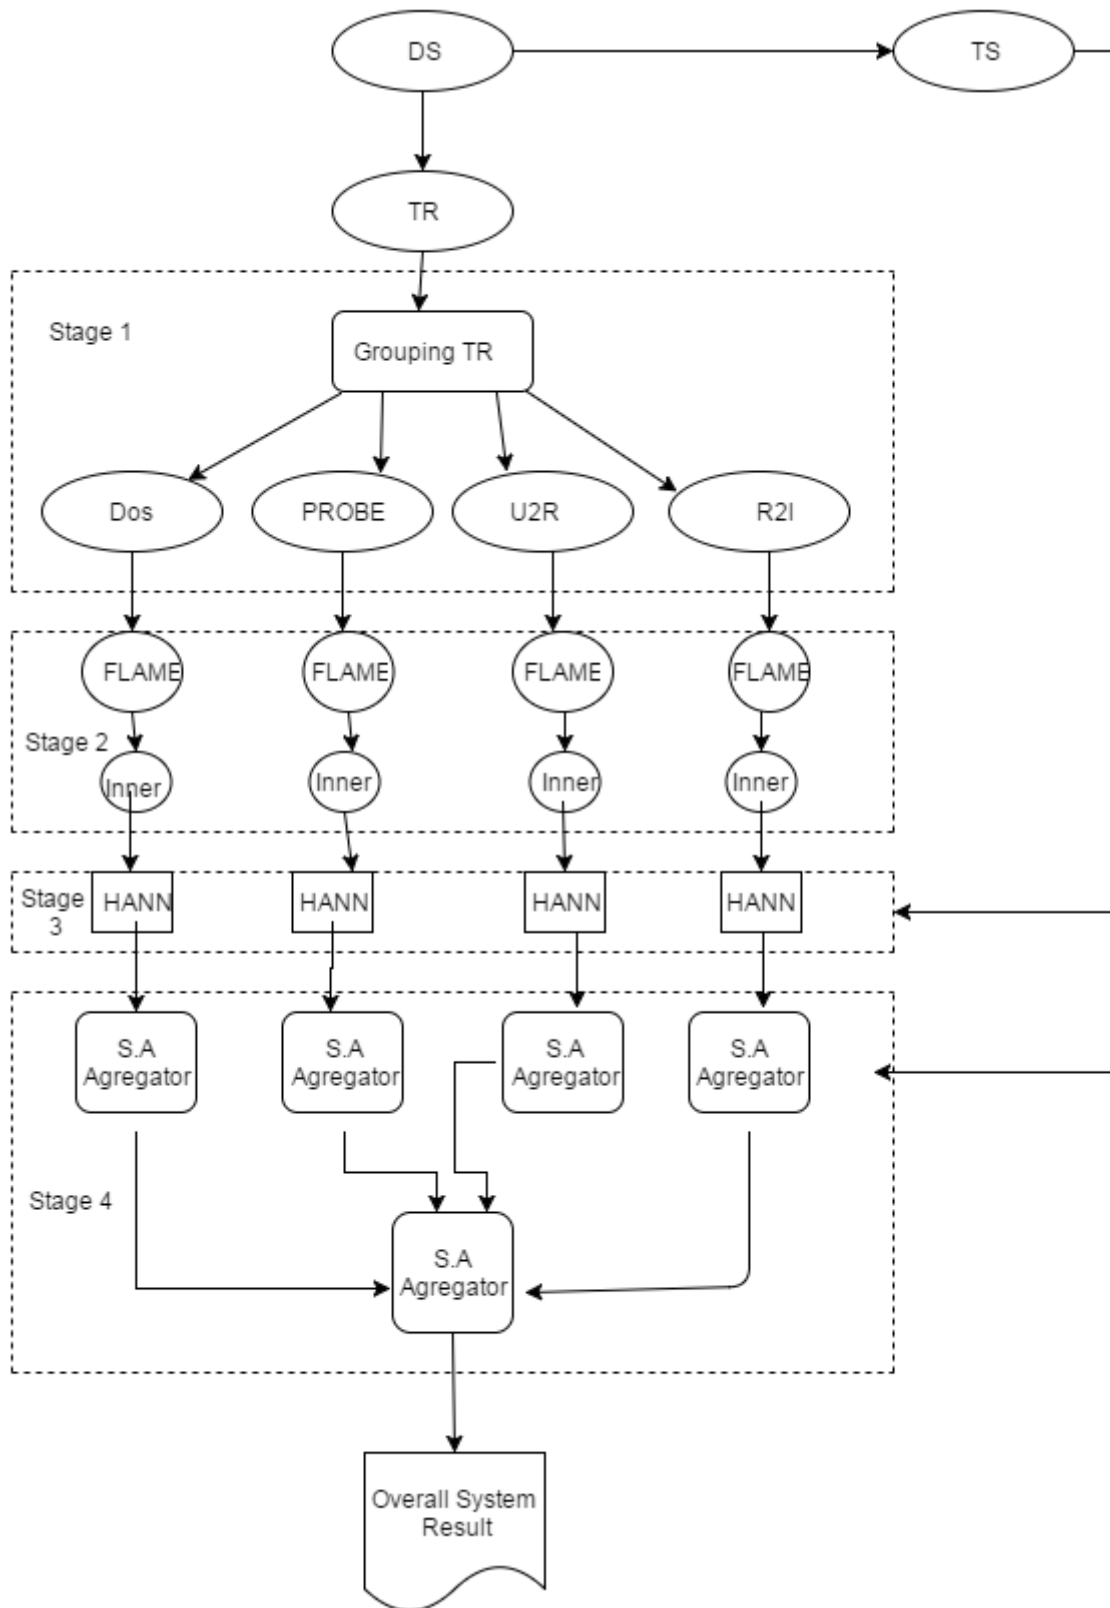 DS
TS
TR
Stage 1
Grouping TR
Dos
PROBE
U2R
R2I
FLAME
FLAME
FLAME
FLAME
Stage 2
Inner
Inner
Inner
Inner
Stage
3
HANN
HANN
HANN
HANN
S.A
Agregator
S.A
Agregator
S.A
Agregator
S.A
Agregator
Stage 4
S.A
Agregator
Overall System
Result